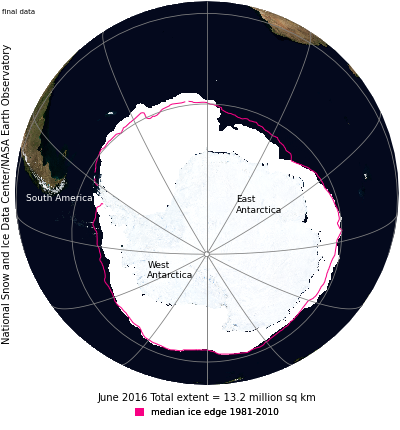 final data
National Snow and Ice Data Center/NASA Earth Observatory
South America
East
Antarctica
West
Antarctica
June 2016 Total extent = 13.2 million sq km
median ice edge 1981-2010